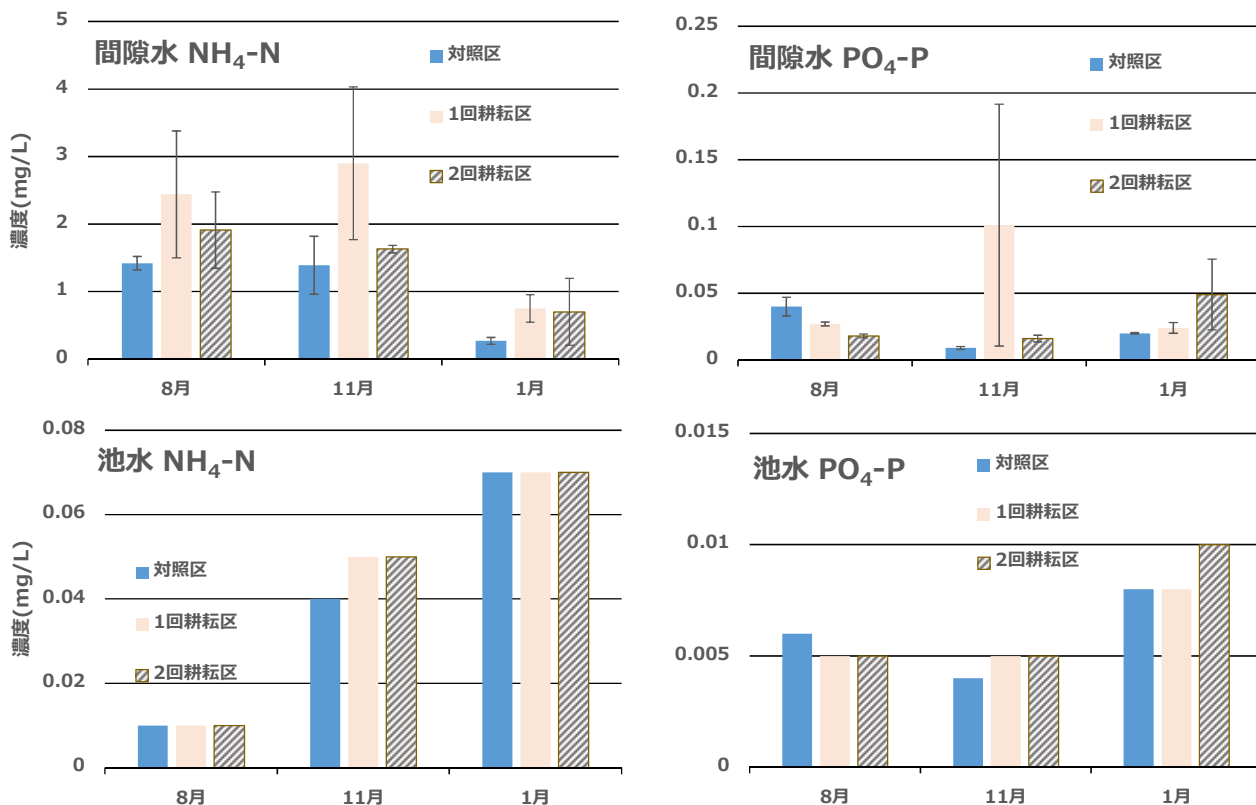 間隙水 NH₄-N
対照区
1回耕耘区
2回耕耘区
濃度(mg/L)
5
4
3
2
1
0
8月
11月
1月
間隙水 PO₄-P
対照区
1回耕耘区
2回耕耘区
0.25
0.2
0.15
0.1
0.05
0
8月
11月
1月
池水 NH₄-N
対照区
1回耕耘区
2回耕耘区
濃度(mg/L)
0.08
0.06
0.04
0.02
0
8月
11月
1月
池水 PO₄-P
対照区
1回耕耘区
2回耕耘区
0.015
0.01
0.005
0
8月
11月
1月